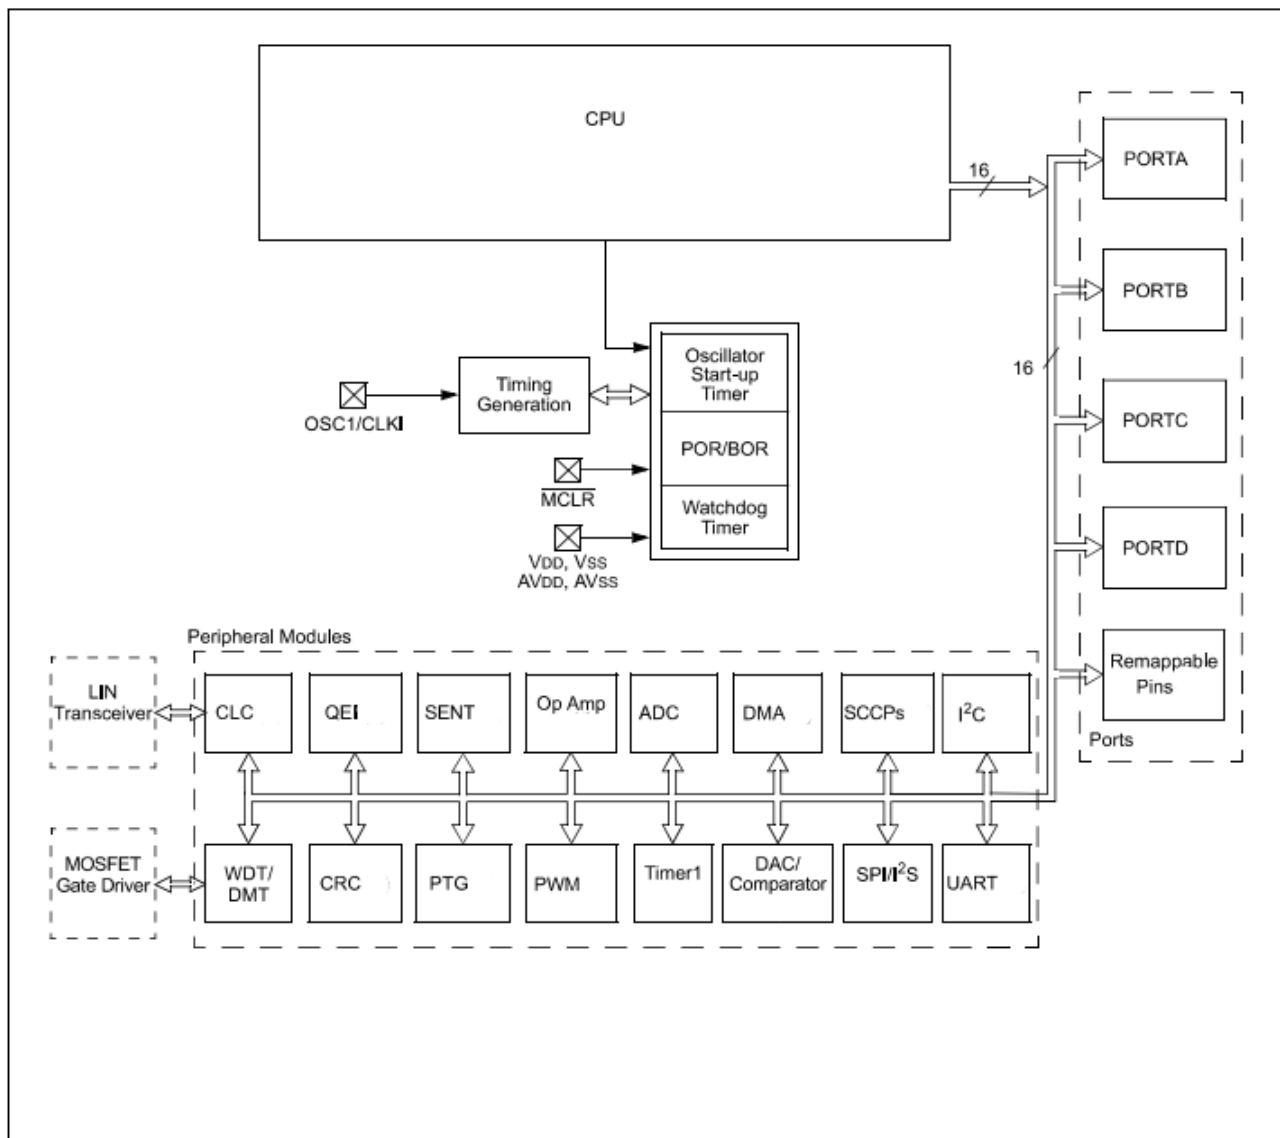 CPU
16
PORTA
PORTB
16
PORTC
PORTD
Remappable
Pins
Ports
Oscillator
Start-up
Timer
Timing
Generation
OSC1/CLKI
POR/BOR
MCLR
Watchdog
Timer
VDD, VSS
AVDD, AVSS
Peripheral Modules
LIN
Transceiver
CLC
QEI
SENT
Op Amp
ADC
DMA
SCCPs
I²C
MOSFET
Gate Driver
WDT/
DMT
CRC
PTG
PWM
Timer1
DAC/
Comparator
SPI/I²S
UART